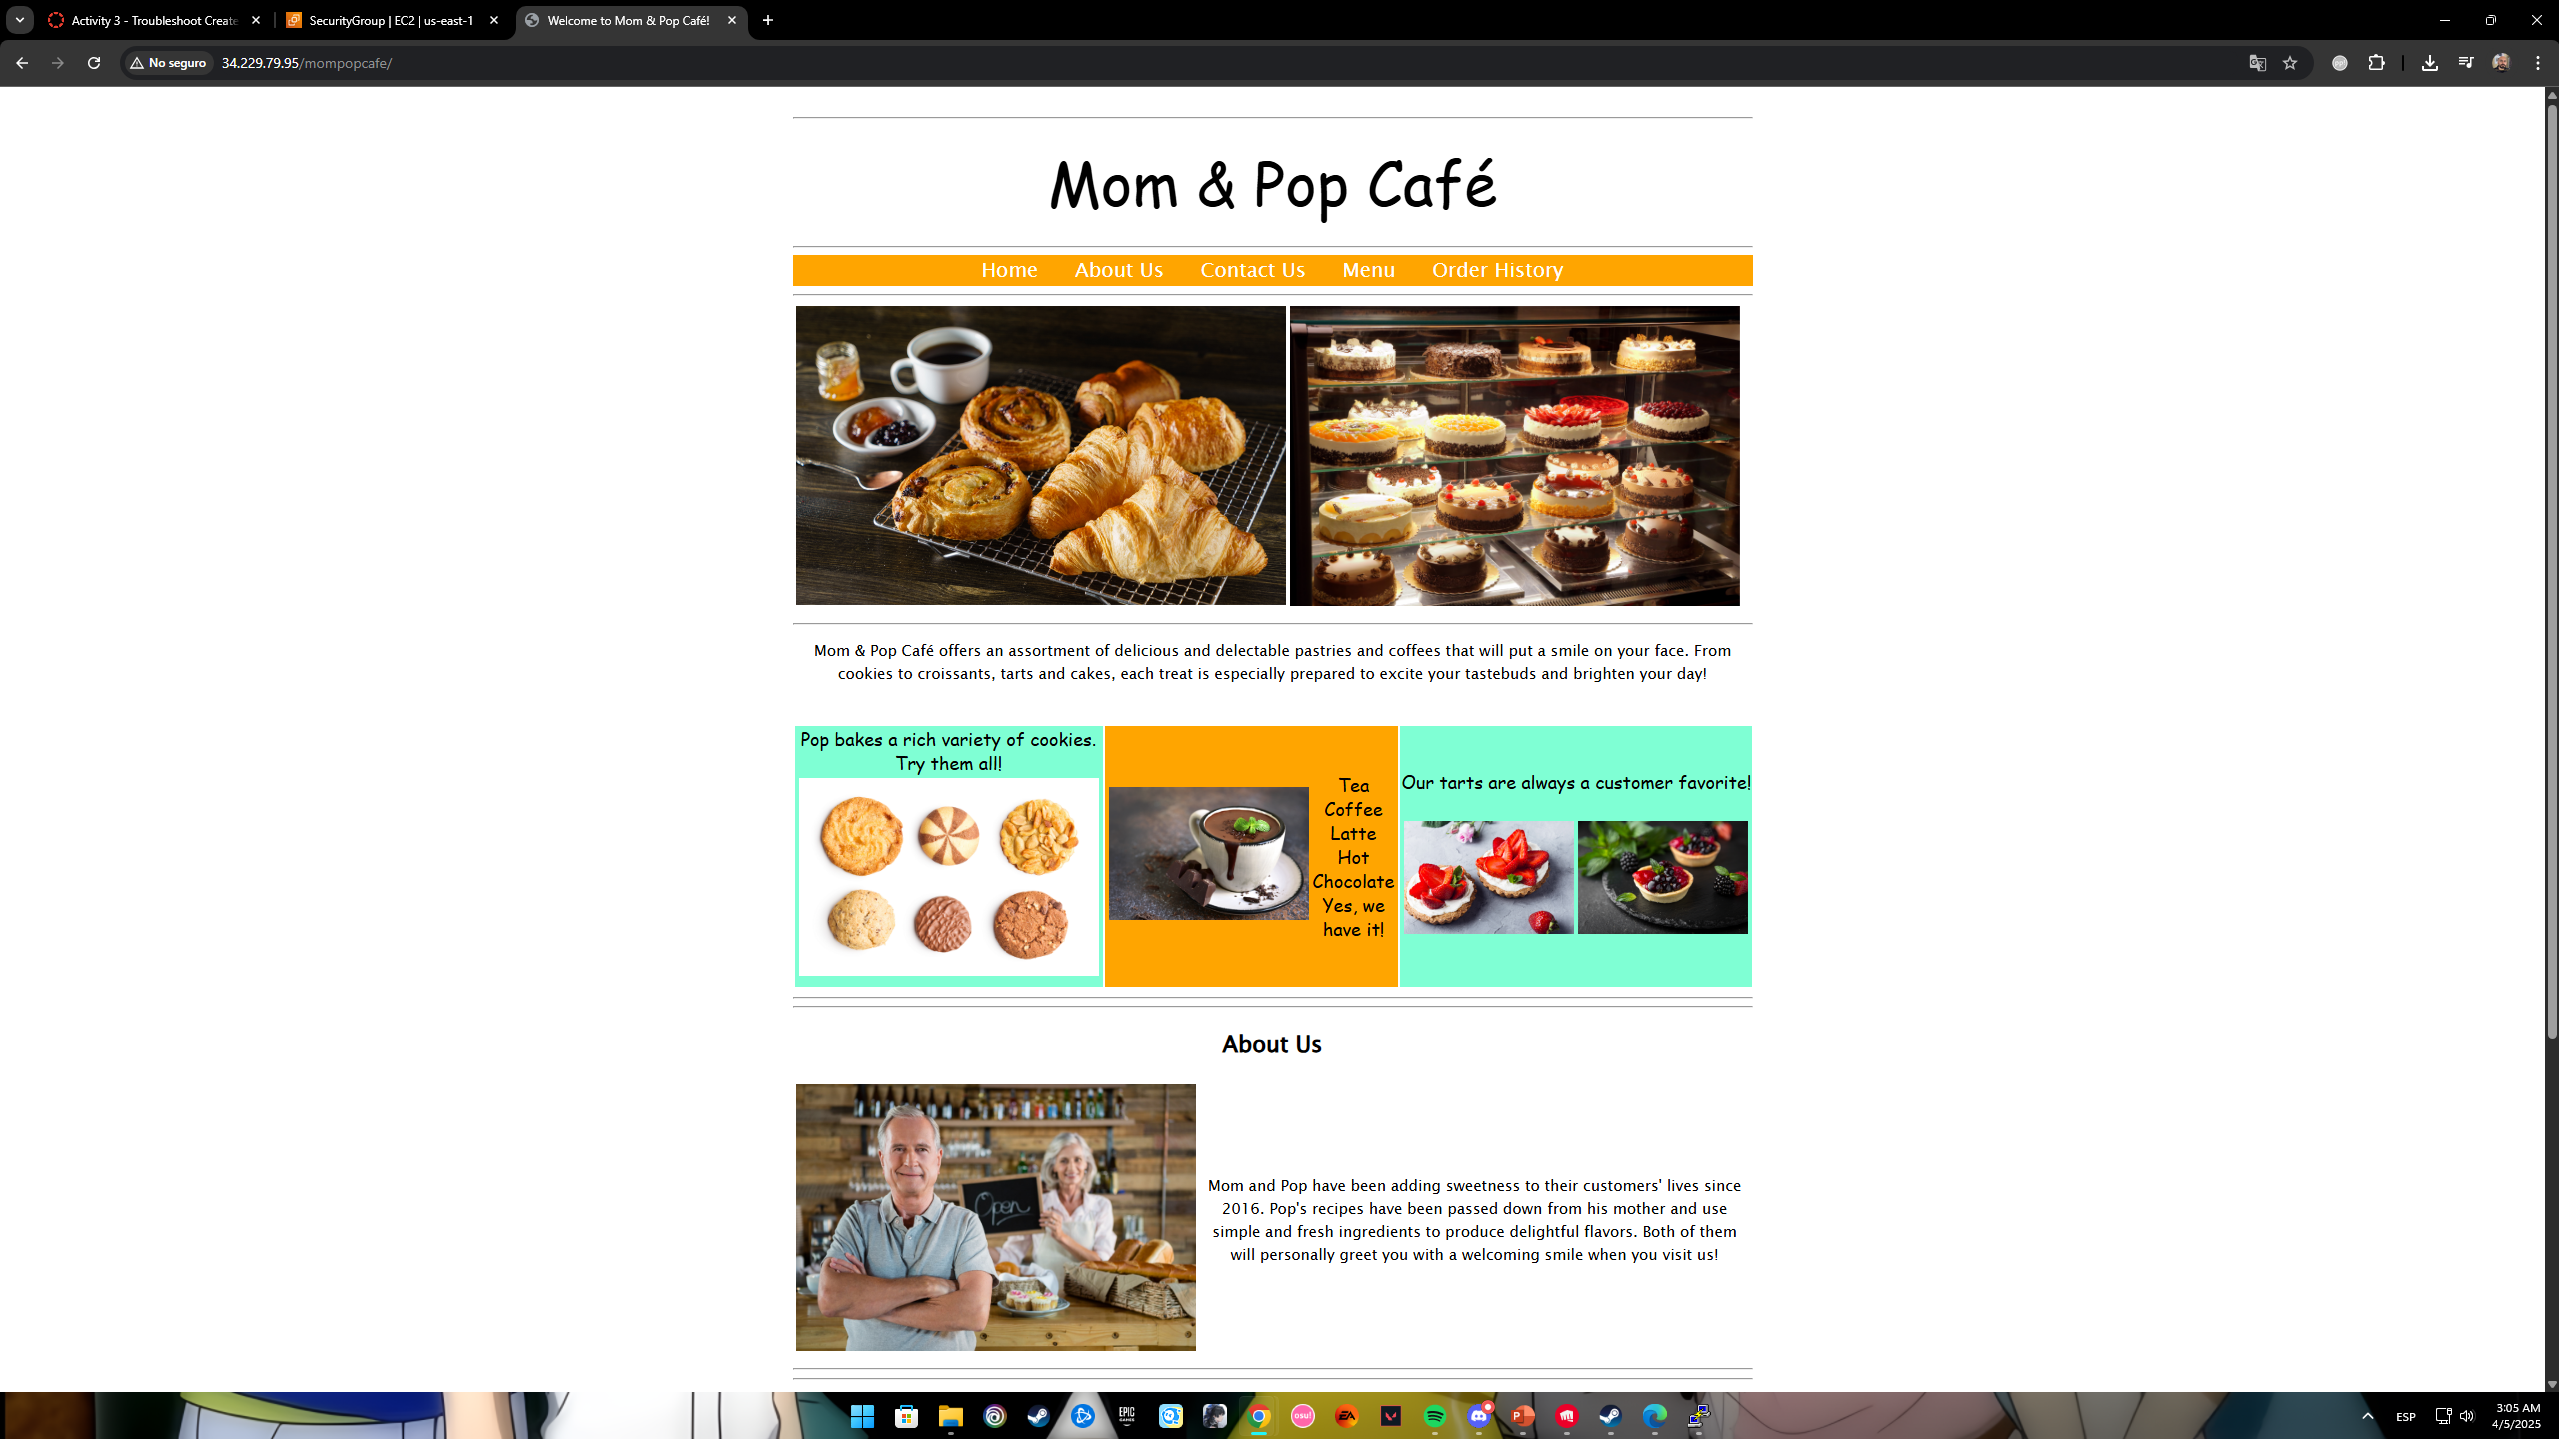 Activity 3 - Troubleshoot Create
SecurityGroup | EC2 | us-east-1
Welcome to Mom & Pop Café!
No seguro
34.229.79.95/mompopcafe/
Mom & Pop Café
Home About Us Contact Us Menu Order History
Mom & Pop Café offers an assortment of delicious and delectable pastries and coffees that will put a smile on your face. From
cookies to croissants, tarts and cakes, each treat is especially prepared to excite your tastebuds and brighten your day!
Pop bakes a rich variety of cookies.
Try them all!
Tea
Coffee
Latte
Hot
Chocolate
Yes, we
have it!
Our tarts are always a customer favorite!
About Us
Open
Mom and Pop have been adding sweetness to their customers' lives since
2016. Pop's recipes have been passed down from his mother and use
simple and fresh ingredients to produce delightful flavors. Both of them
will personally greet you with a welcoming smile when you visit us!
EPIC
GAMES
osu!
EA
P
ESP
3:05 AM
4/5/2025